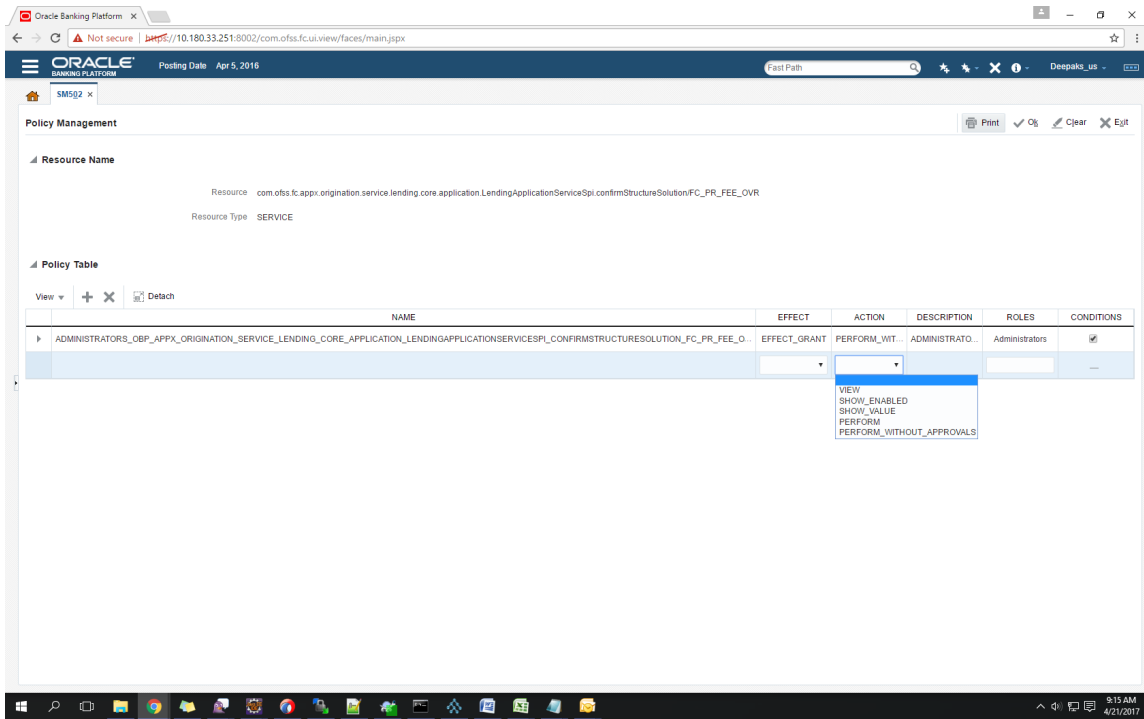 Oracle Banking Platform
Not secure | https://10.180.33.251:8002/com.ofss.fc.ui.view/faces/main.jspx
ORACLE
BANKING PLATFORM
Posting Date Apr 5, 2016
Fast Path
Deepaks_us
SM502
Policy Management
Print Ok Clear Exit
Resource Name
Resource com.ofss.fc.appx.origination.service.lending.core.application.LendingApplicationServiceSpi.confirmStructureSolution/FC_PR_FEE_OVR
Resource Type SERVICE
Policy Table
View Detach
NAME EFFECT ACTION DESCRIPTION ROLES CONDITIONS
ADMINISTRATORS_OBP_APPX_ORIGINATION_SERVICE_LENDING_CORE_APPLICATION_LENDINGAPPLICATIONSERVICESPI_CONFIRMSTRUCTURESOLUTION_FC_PR_FEE_O... EFFECT_GRANT PERFORM_WIT... ADMINISTRATO... Administrators
VIEW
SHOW_ENABLED
SHOW_VALUE
PERFORM
PERFORM_WITHOUT_APPROVALS
9:15 AM
4/21/2017